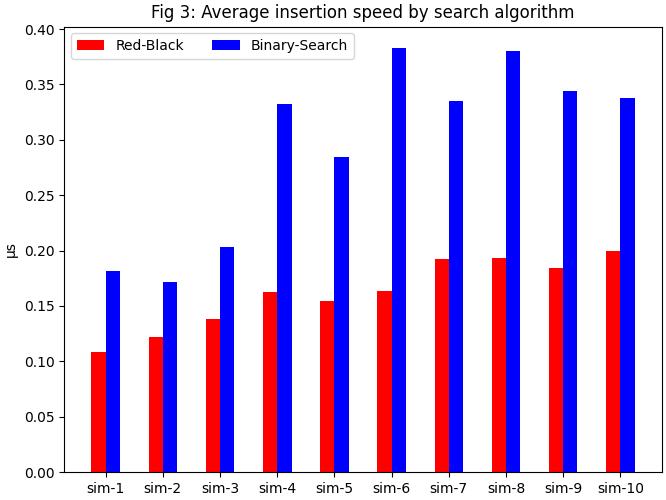 Fig 3: Average insertion speed by search algorithm
Red-Black
Binary-Search
0.40
0.35
0.30
0.25
0.20
0.15
0.10
0.05
0.00
µs
sim-1 sim-2 sim-3 sim-4 sim-5 sim-6 sim-7 sim-8 sim-9 sim-10